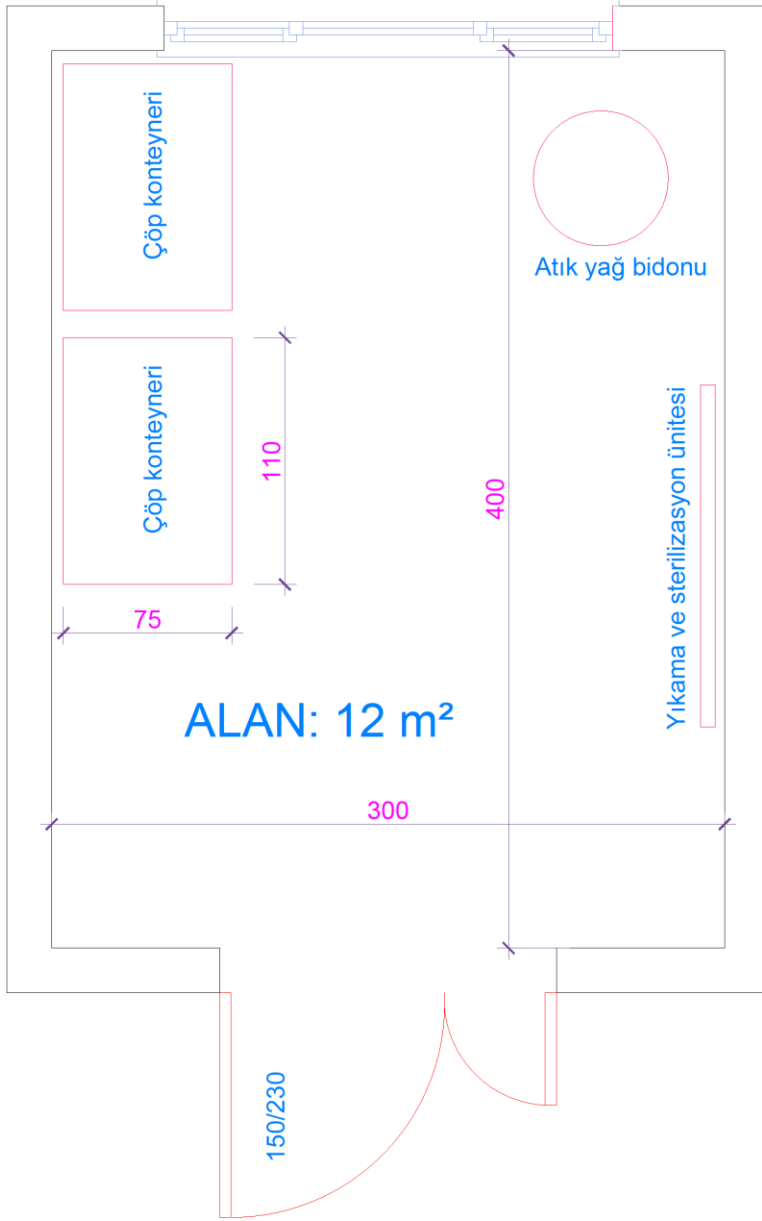 Çöp konteyneri
Atık yağ bidonu
Çöp konteyneri
110
400
Yıkama ve sterilizasyon ünitesi
75
ALAN: 12 m²
300
150/230